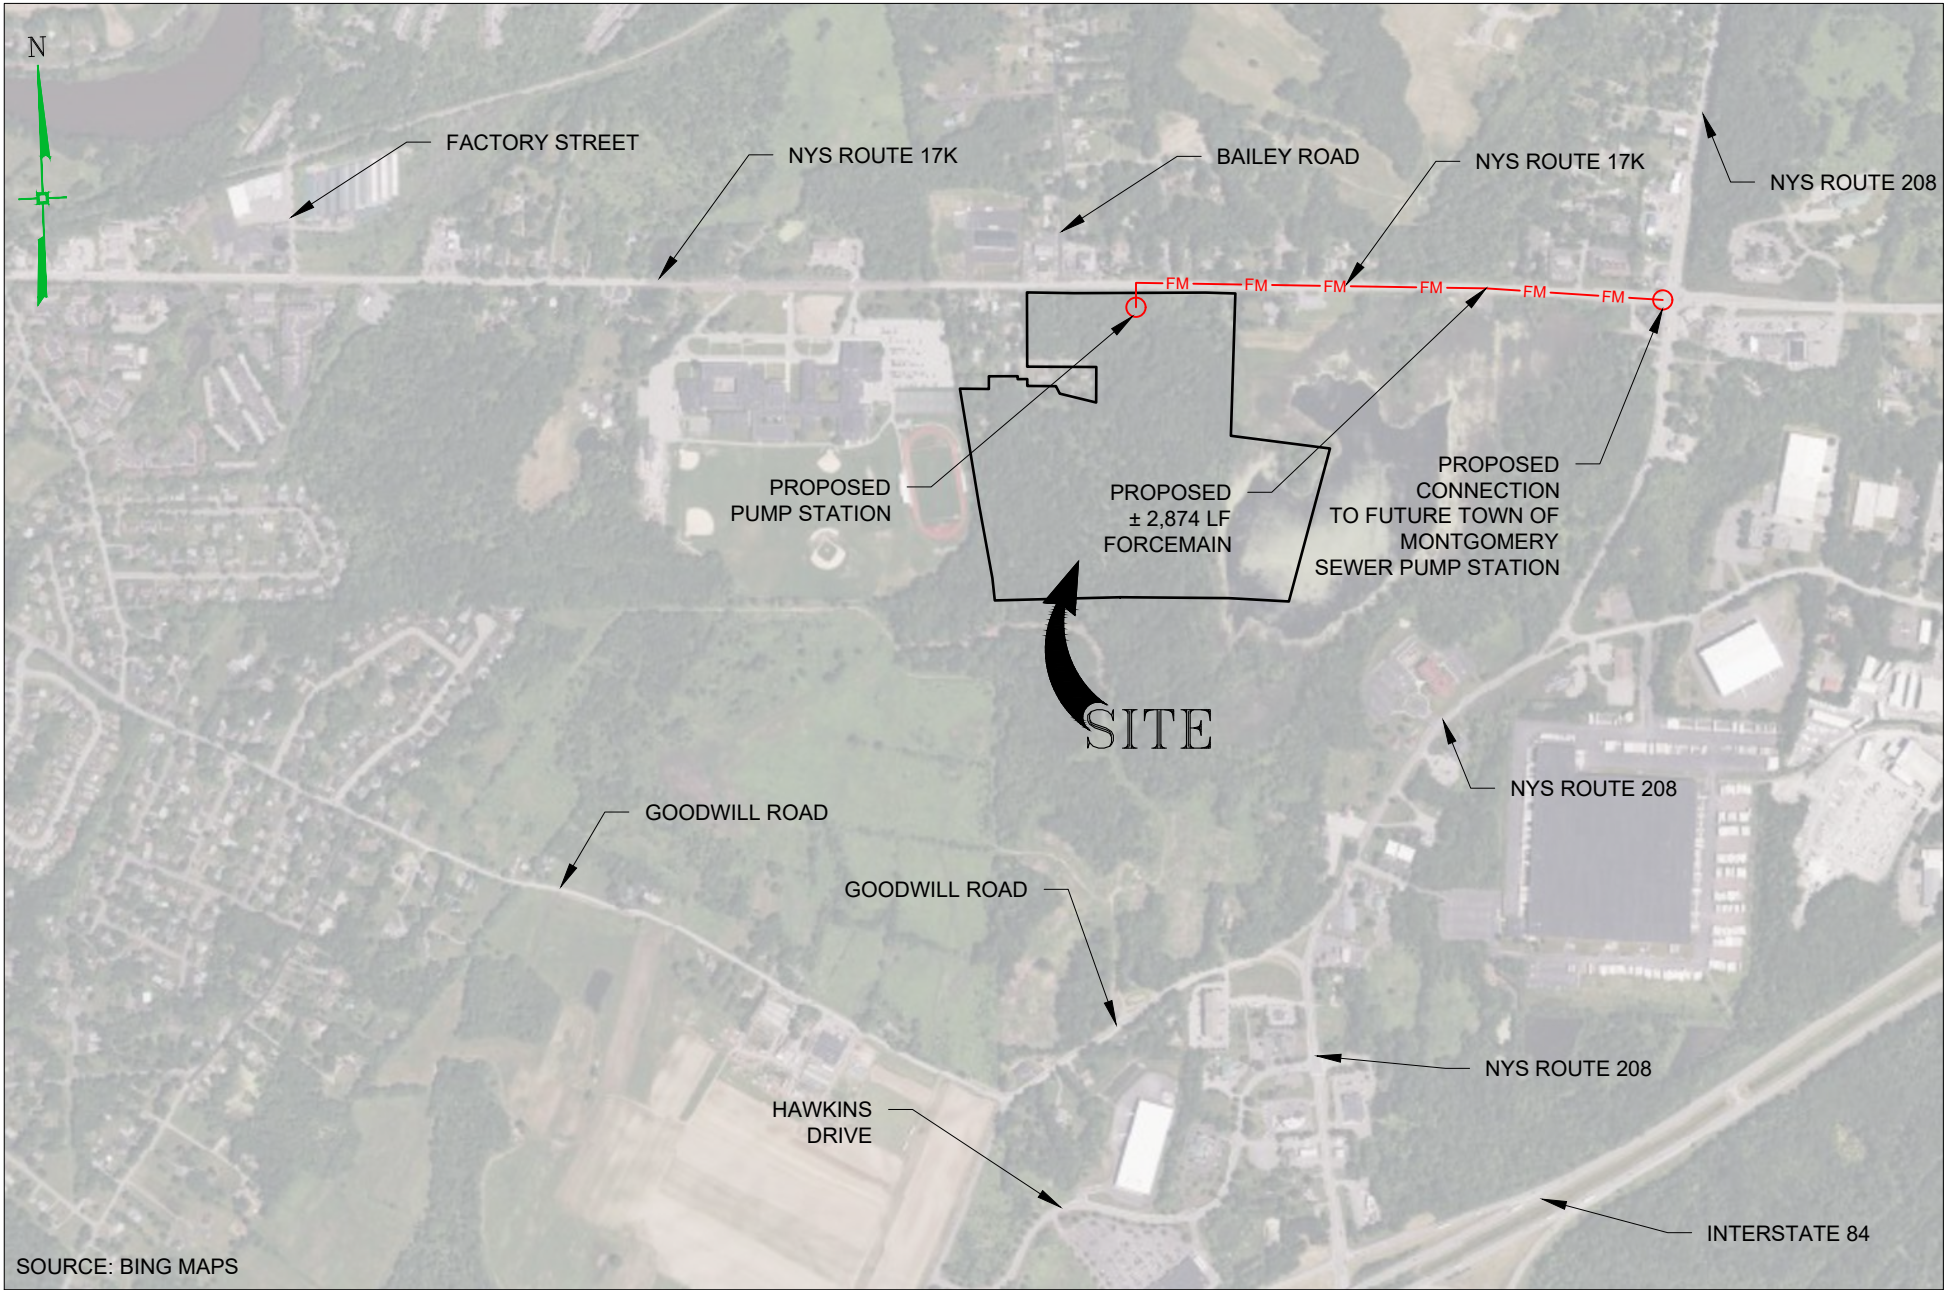 N
FACTORY STREET
NYS ROUTE 17K
BAILEY ROAD
NYS ROUTE 17K
NYS ROUTE 208
FM
FM
FM
FM
FM
FM
PROPOSED
PUMP STATION
PROPOSED
± 2,874 LF
FORCEMAIN
PROPOSED
CONNECTION
TO FUTURE TOWN OF
MONTGOMERY
SEWER PUMP STATION
SITE
NYS ROUTE 208
GOODWILL ROAD
GOODWILL ROAD
NYS ROUTE 208
HAWKINS
DRIVE
INTERSTATE 84
SOURCE: BING MAPS